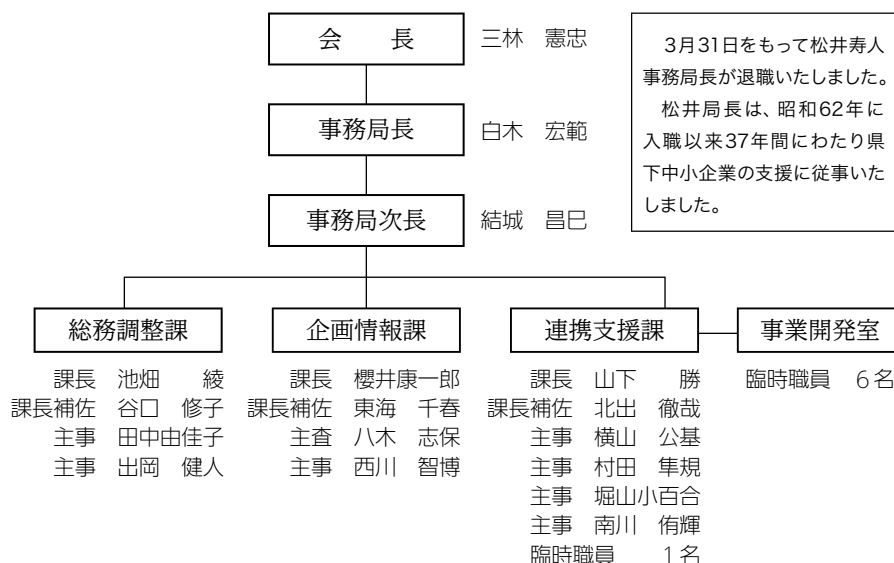 会　長　三林　憲忠
事務局長　白木　宏範
事務局次長　結城　昌巳
3月31日をもって松井寿人
事務局長が退職いたしました。
松井局長は、昭和62年に
入職以来37年間にわたり県
下中小企業の支援に従事いた
しました。
総務調整課
課長　池畑　綾
課長補佐　谷口　修子
主事　田中由佳子
主事　出岡　健人
企画情報課
課長　櫻井康一郎
課長補佐　東海　千春
主査　八木　志保
主事　西川　智博
連携支援課
課長　山下　勝
課長補佐　北出　徹哉
主事　横山　公基
主事　村田　隼規
主事　堀山小百合
主事　南川　侑輝
臨時職員　1名
事業開発室
臨時職員　6名